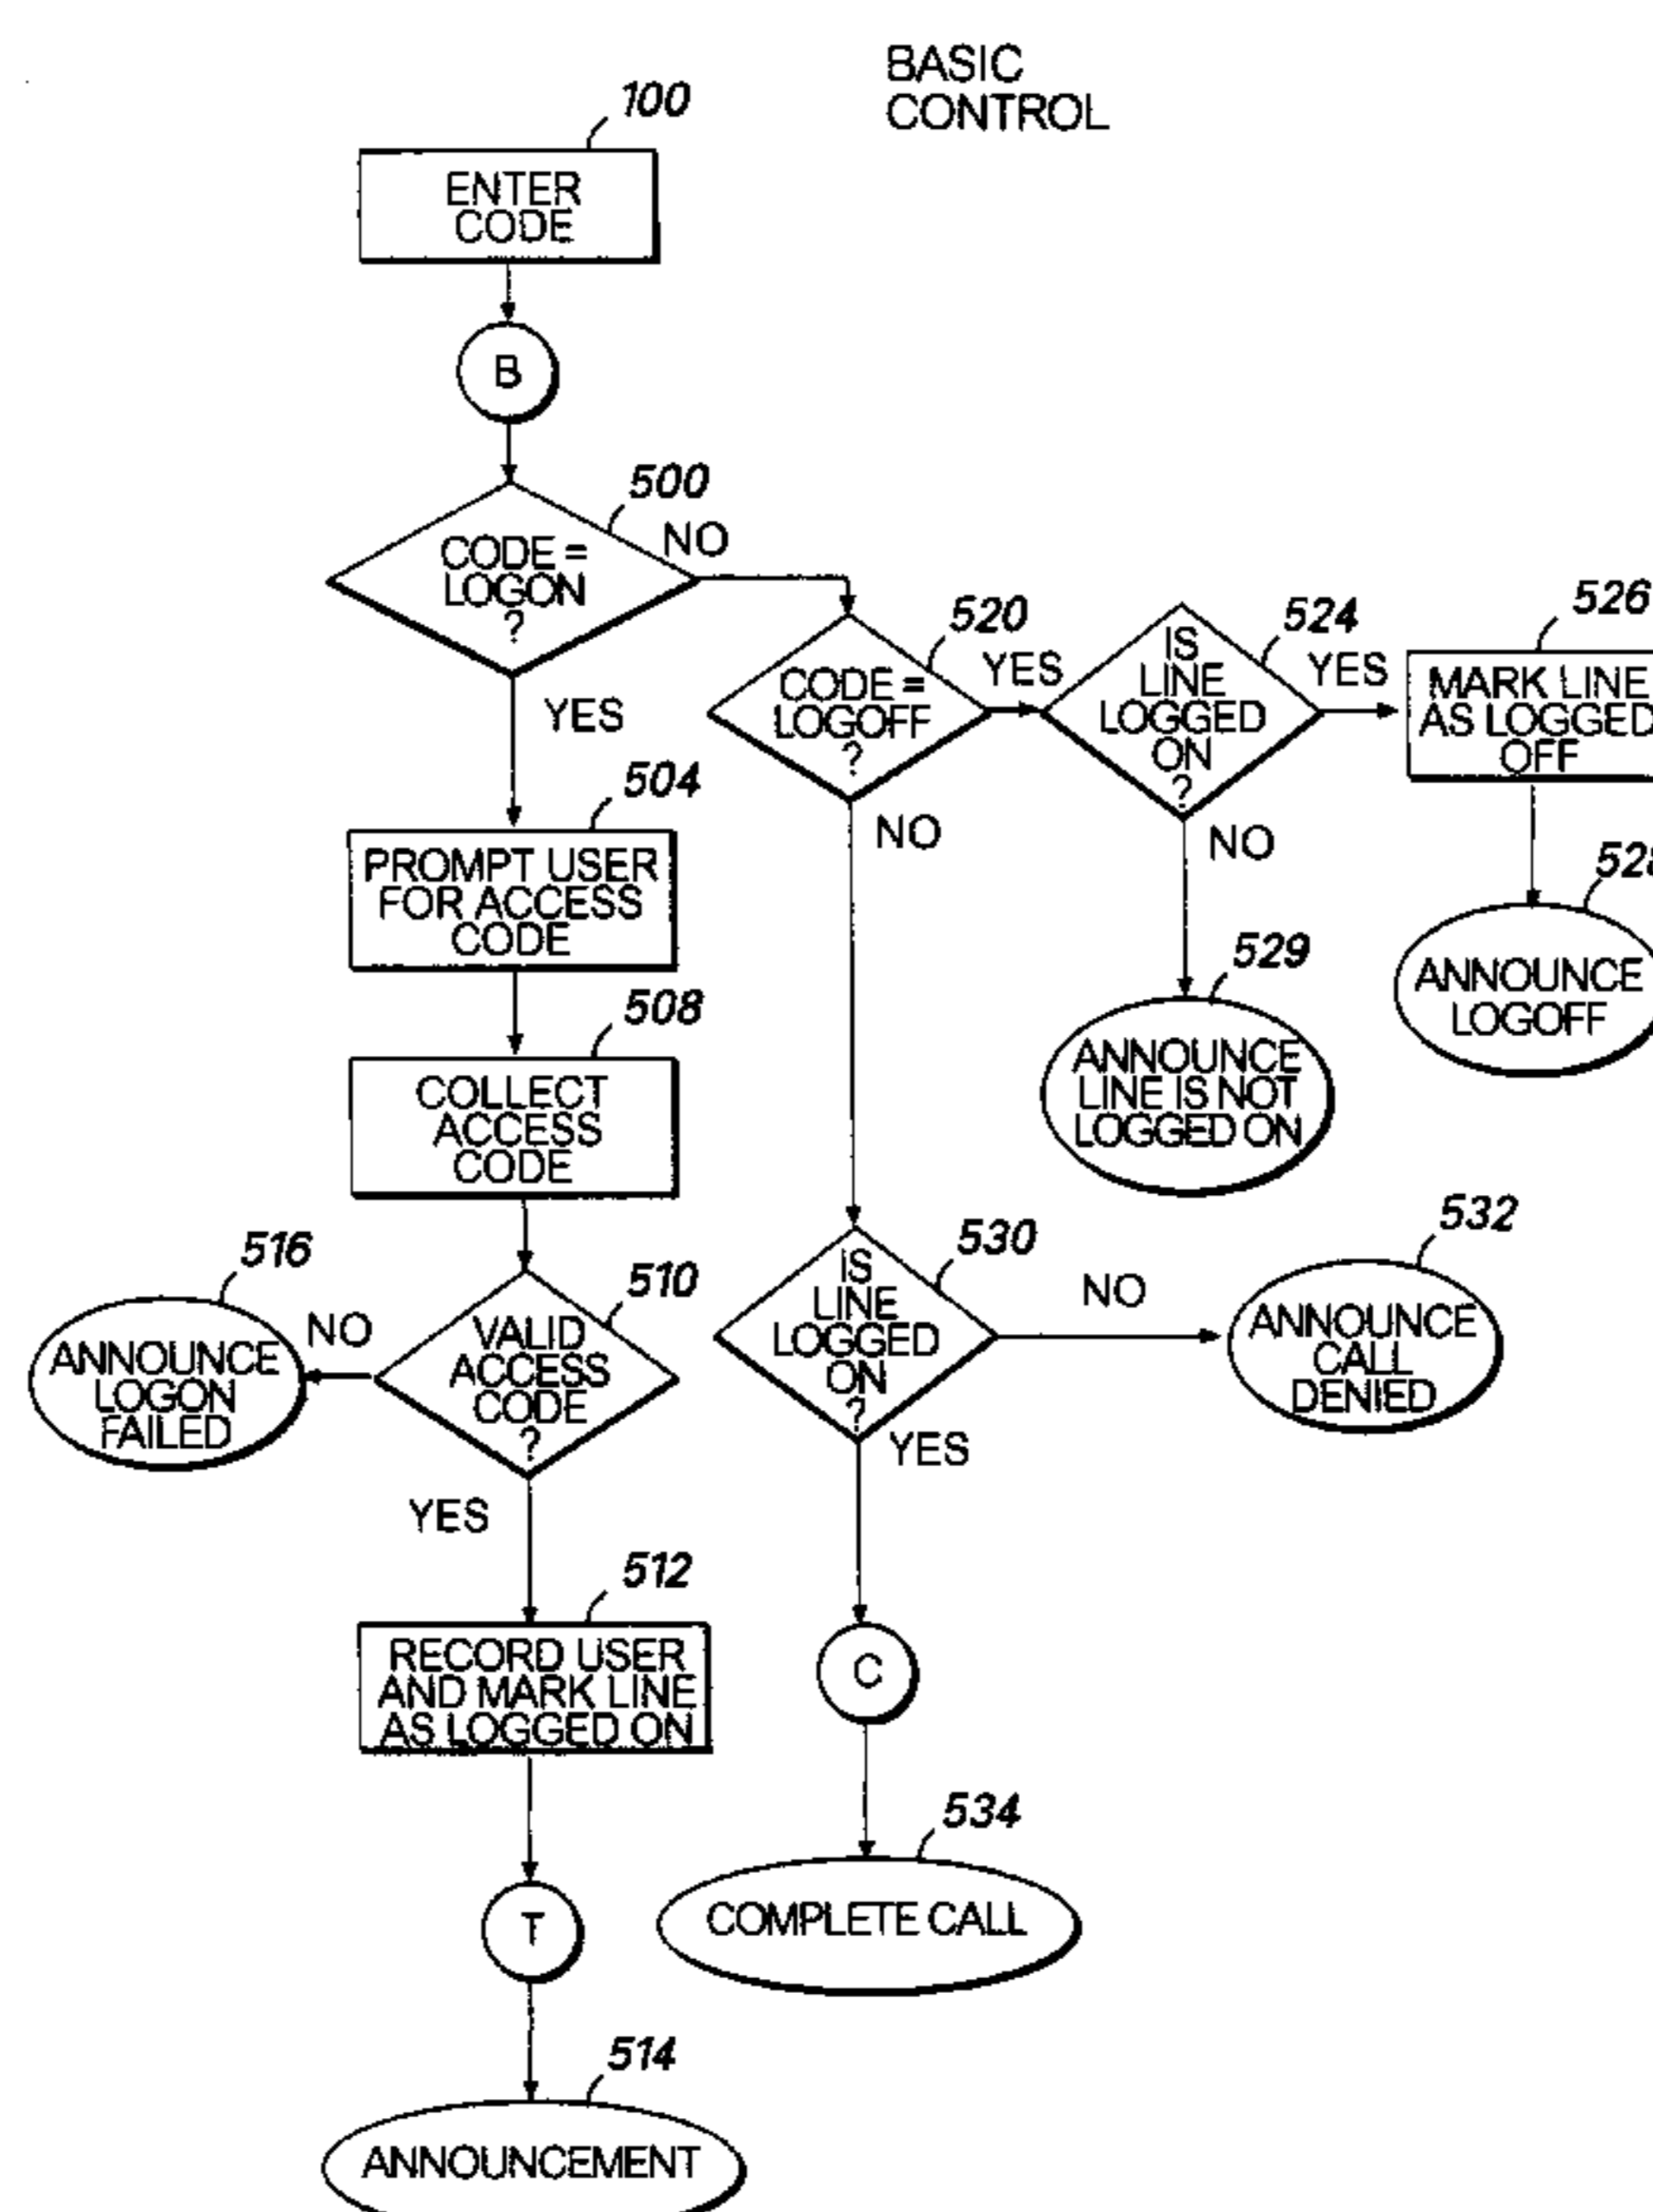 BASIC
CONTROL
100
ENTER
CODE
B
500
CODE =
LOGON
?
NO
YES
520
CODE =
LOGOFF
?
YES
NO
524
IS
LINE
LOGGED
ON
?
YES
NO
526
MARK LINE
AS LOGGED
OFF
528
ANNOUNCE
LOGOFF
529
ANNOUNCE
LINE IS NOT
LOGGED ON
504
PROMPT USER
FOR ACCESS
CODE
508
COLLECT
ACCESS
CODE
510
VALID
ACCESS
CODE
?
NO
516
ANNOUNCE
LOGON
FAILED
YES
512
RECORD USER
AND MARK LINE
AS LOGGED ON
T
514
ANNOUNCEMENT
530
IS
LINE
LOGGED
ON
?
NO
532
ANNOUNCE
CALL
DENIED
YES
C
534
COMPLETE CALL